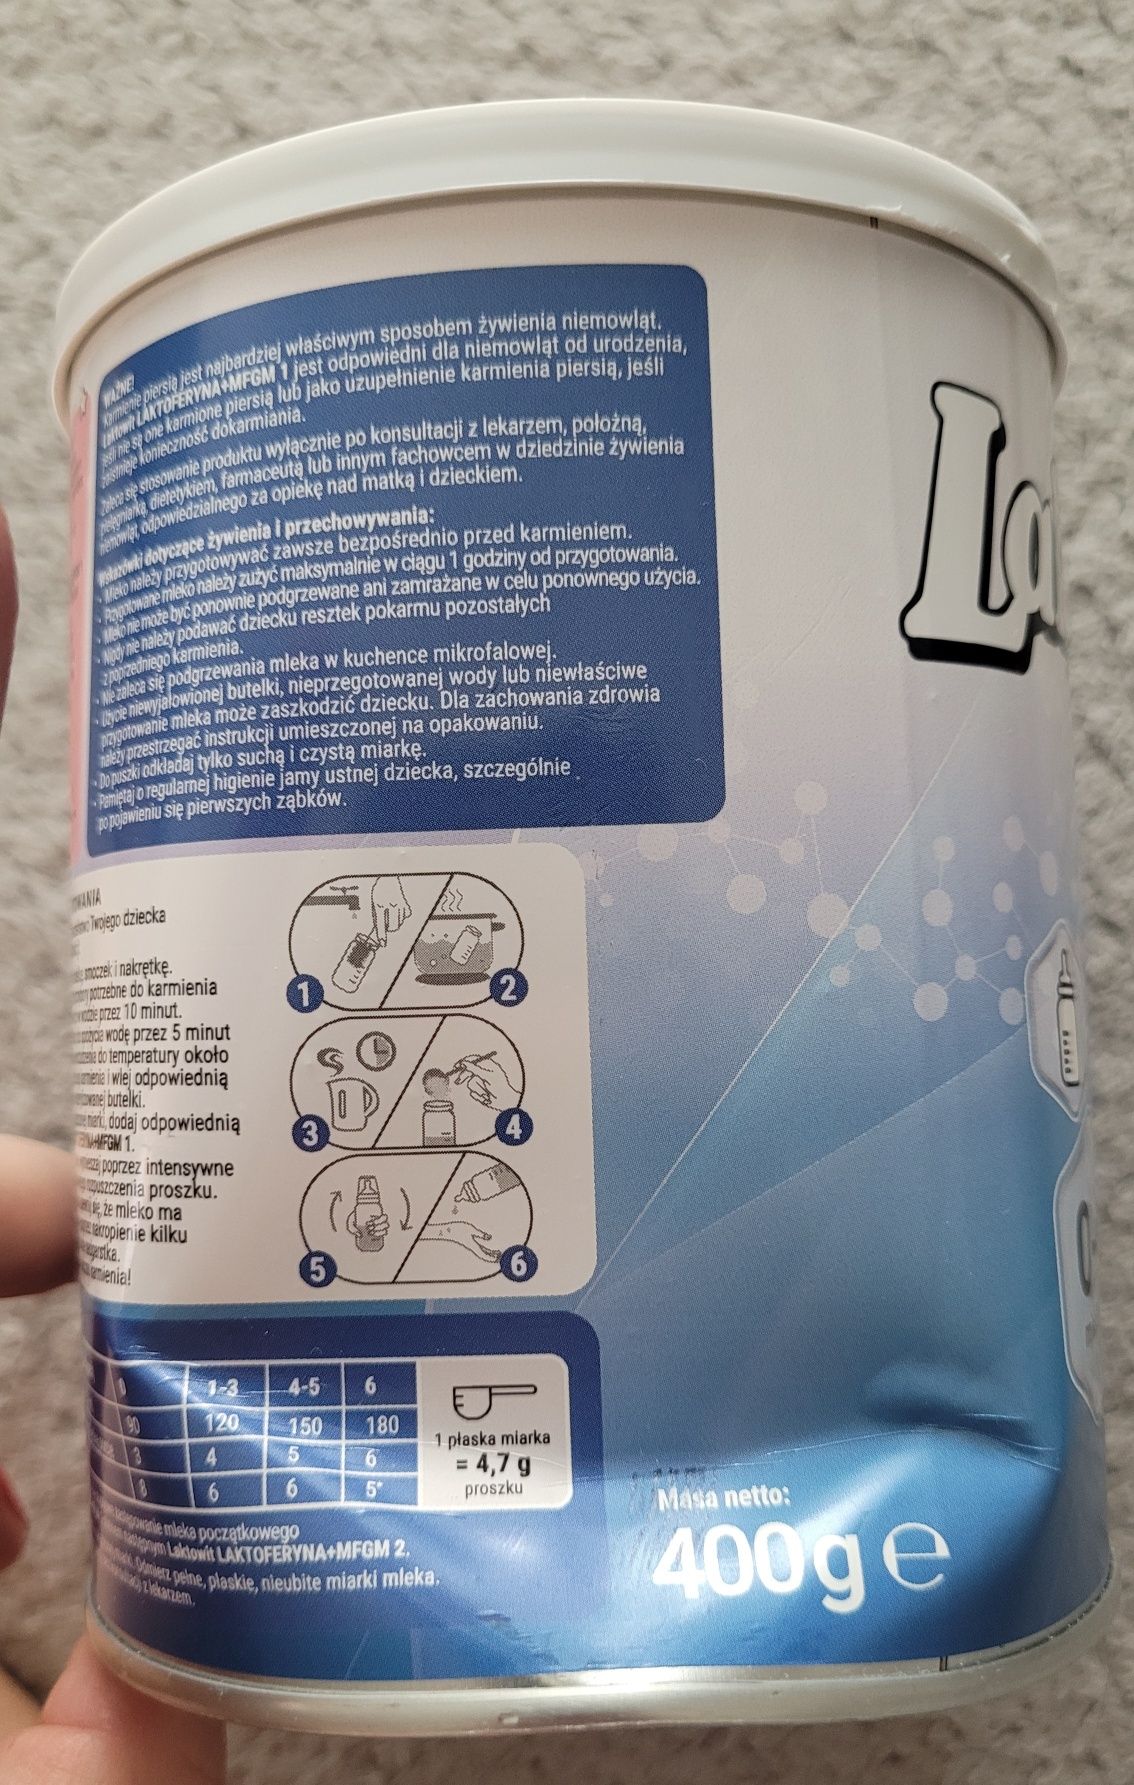 WAŻNE!
Karmienie piersią jest najbardziej właściwym sposobem żywienia niemowląt.
Laktowit LAKTOFERYNA+MFGM 1 jest odpowiedni dla niemowląt od urodzenia,
jeśli nie są one karmione piersią lub jako uzupełnienie karmienia piersią, jeśli
zaistnieje konieczność dokarmiania.
Zaleca się stosowanie produktu wyłącznie po konsultacji z lekarzem, położną,
pielęgniarką, dietetykiem, farmaceutą lub innym fachowcem w dziedzinie żywienia
niemowląt, odpowiedzialnego za opiekę nad matką i dzieckiem.
Wskazówki dotyczące żywienia i przechowywania:
• Mleko należy przygotowywać zawsze bezpośrednio przed karmieniem.
• Przygotowane mleko należy zużyć maksymalnie w ciągu 1 godziny od przygotowania.
• Mleko nie może być ponownie podgrzewane ani zamrażane w celu ponownego użycia.
• Nigdy nie należy podawać dziecku resztek pokarmu pozostałych
z poprzedniego karmienia.
• Nie zaleca się podgrzewania mleka w kuchence mikrofalowej.
• Użycie niewyjałowionej butelki, nieprzegotowanej wody lub niewłaściwe
przygotowanie mleka może zaszkodzić dziecku. Dla zachowania zdrowia
należy przestrzegać instrukcji umieszczonej na opakowaniu.
• Do puszki odkładaj tylko suchą i czystą miarkę.
• Pamiętaj o regularnej higienie jamy ustnej dziecka, szczególnie
po pojawieniu się pierwszych ząbków.
La
Twojego dziecka
smoczek i nakrętkę.
potrzebne do karmienia
przez 10 minut.
wodę przez 5 minut
do temperatury około
i wlej odpowiednią
butelki.
dodaj odpowiednią
MFGM 1.
poprzez intensywne
rozpuszczenia proszku.
że mleko ma
nakropienie kilku
1 2
3 4
5 6
0 1-3 4-5 6
90 120 150 180
3 4 5 6
8 6 6 5*
1 płaska miarka
= 4,7 g
proszku
mleka początkowego
Laktowit LAKTOFERYNA+MFGM 2.
Odmierz pełne, płaskie, nieubite miarki mleka.
z lekarzem.
Masa netto:
400 g ℮
0